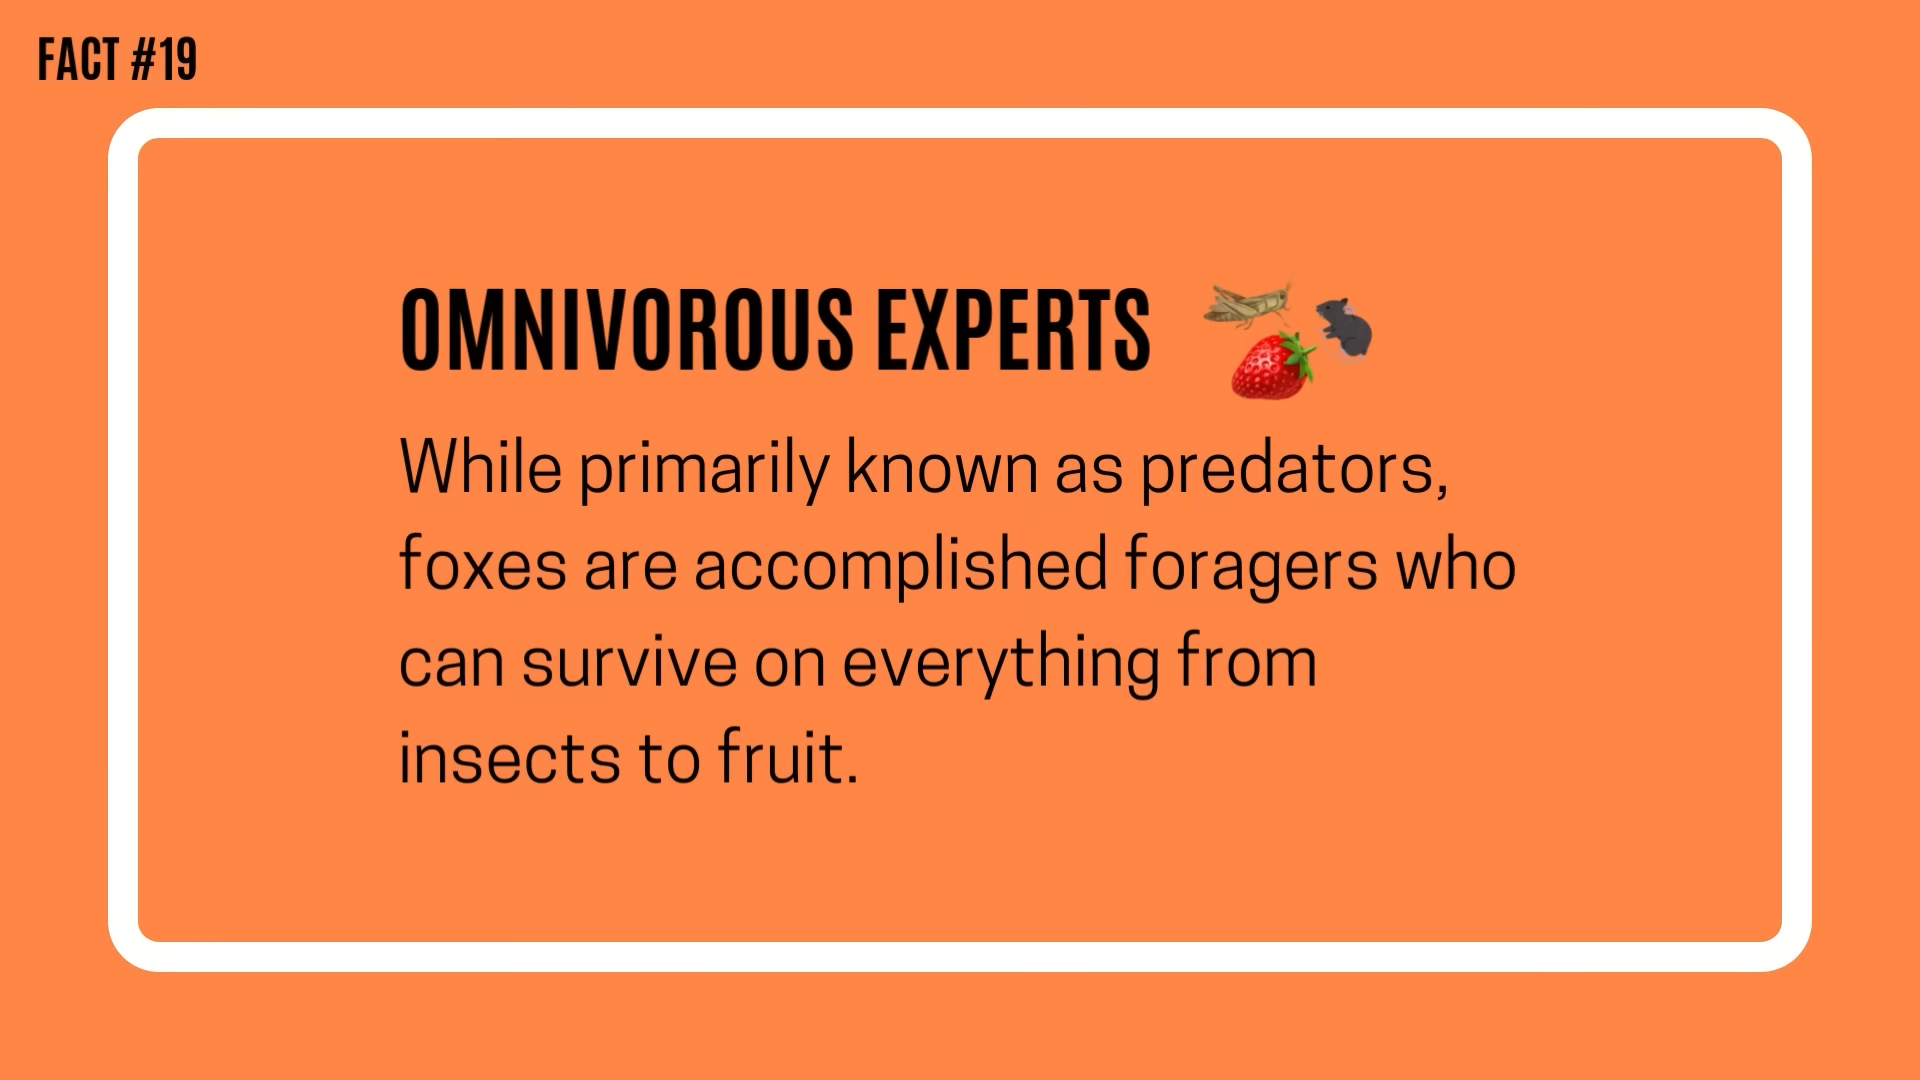 FACT #19
OMNIVOROUS EXPERTS
While primarily known as predators,
foxes are accomplished foragers who
can survive on everything from
insects to fruit.